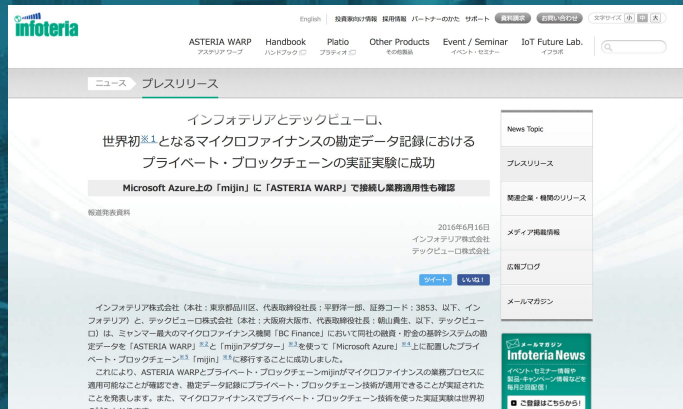 infoteria
English 投資家向け情報 採用情報 パートナーのかた サポート 資料請求 お問い合わせ 文字サイズ 小 中 大
ASTERIA WARP Handbook Platio Other Products Event / Seminar IoT Future Lab.
アステリア ワープ ハンドブック プラティオ その他製品 イベント・セミナー イフラボ
ニュース プレスリリース
インフォテリアとテックビューロ、
世界初※1となるマイクロファイナンスの勘定データ記録における
プライベート・ブロックチェーンの実証実験に成功
Microsoft Azure上の「mijin」に「ASTERIA WARP」で接続し業務適用性も確認
報道発表資料
2016年6月16日
インフォテリア株式会社
テックビューロ株式会社
ツイート いいね!
インフォテリア株式会社（本社：東京都品川区、代表取締役社長：平野洋一郎、証券コード：3853、以下、イン
フォテリア）と、テックビューロ株式会社（本社：大阪府大阪市、代表取締役社長：朝山貴生、以下、テックビュー
ロ）は、ミャンマー最大のマイクロファイナンス機関「BC Finance」において同社の融資・貯金の基幹システムの勘
定データを「ASTERIA WARP」※2と「mijinアダプター」※3を使って「Microsoft Azure」※4上に配置したプライ
ベート・ブロックチェーン※5「mijin」※6に移行することに成功しました。
これにより、ASTERIA WARPとプライベート・ブロックチェーンmijinがマイクロファイナンスの業務プロセスに
適用可能なことが確認でき、勘定データ記録にプライベート・ブロックチェーン技術が適用できることが実証された
ことを発表します。また、マイクロファイナンスでプライベート・ブロックチェーン技術を使った実証実験は世界初
News Topic
プレスリリース
関連企業・機関のリリース
メディア掲載情報
広報ブログ
メールマガジン
メールマガジン
Infoteria News
イベント・セミナー情報や
製品・キャンペーン情報などを
毎月2回配信!
ご登録はこちらから!